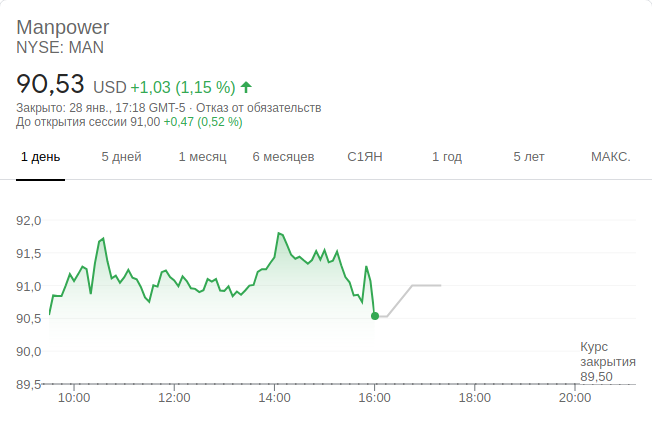 Manpower
NYSE: MAN
90,53 USD +1,03 (1,15 %)
Закрыто: 28 янв., 17:18 GMT-5 · Отказ от обязательств
До открытия сессии 91,00 +0,47 (0,52 %)
1 день 5 дней 1 месяц 6 месяцев С1ЯН 1 год 5 лет МАКС.
92,0
91,5
91,0
90,5
90,0
Курс
закрытия
89,50
89,5
10:00 12:00 14:00 16:00 18:00 20:00